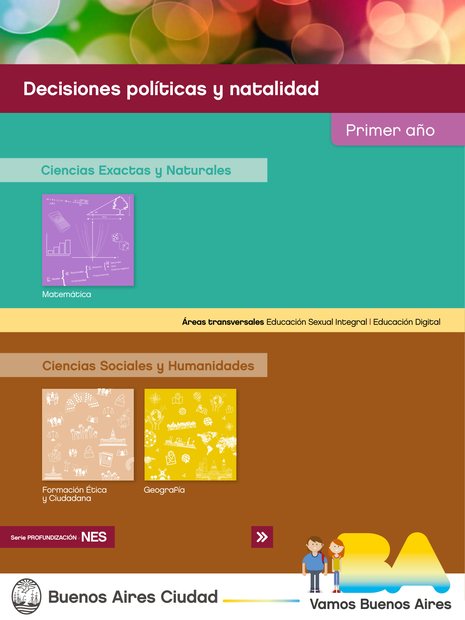 Decisiones políticas y natalidad
Primer año
Ciencias Exactas y Naturales
Matemática
Áreas transversales Educación Sexual Integral | Educación Digital
Ciencias Sociales y Humanidades
Formación Ética
y Ciudadana
Geografía
Serie PROFUNDIZACIÓN · NES
BA
Buenos Aires Ciudad
Vamos Buenos Aires